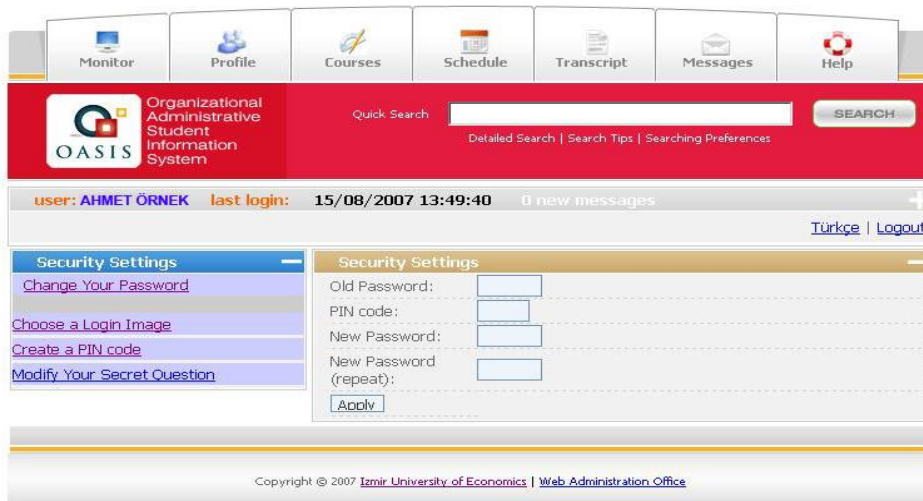 Monitor Profile Courses Schedule Transcript Messages Help
Organizational
Administrative
Student
Information
System
OASIS
Quick Search SEARCH
Detailed Search | Search Tips | Searching Preferences
user: AHMET ÖRNEK last login: 15/08/2007 13:49:40 0 new messages
Türkçe | Logout
Security Settings
Change Your Password
Choose a Login Image
Create a PIN code
Modify Your Secret Question
Security Settings
Old Password:
PIN code:
New Password:
New Password
(repeat):
Apply
Copyright © 2007 Izmir University of Economics | Web Administration Office